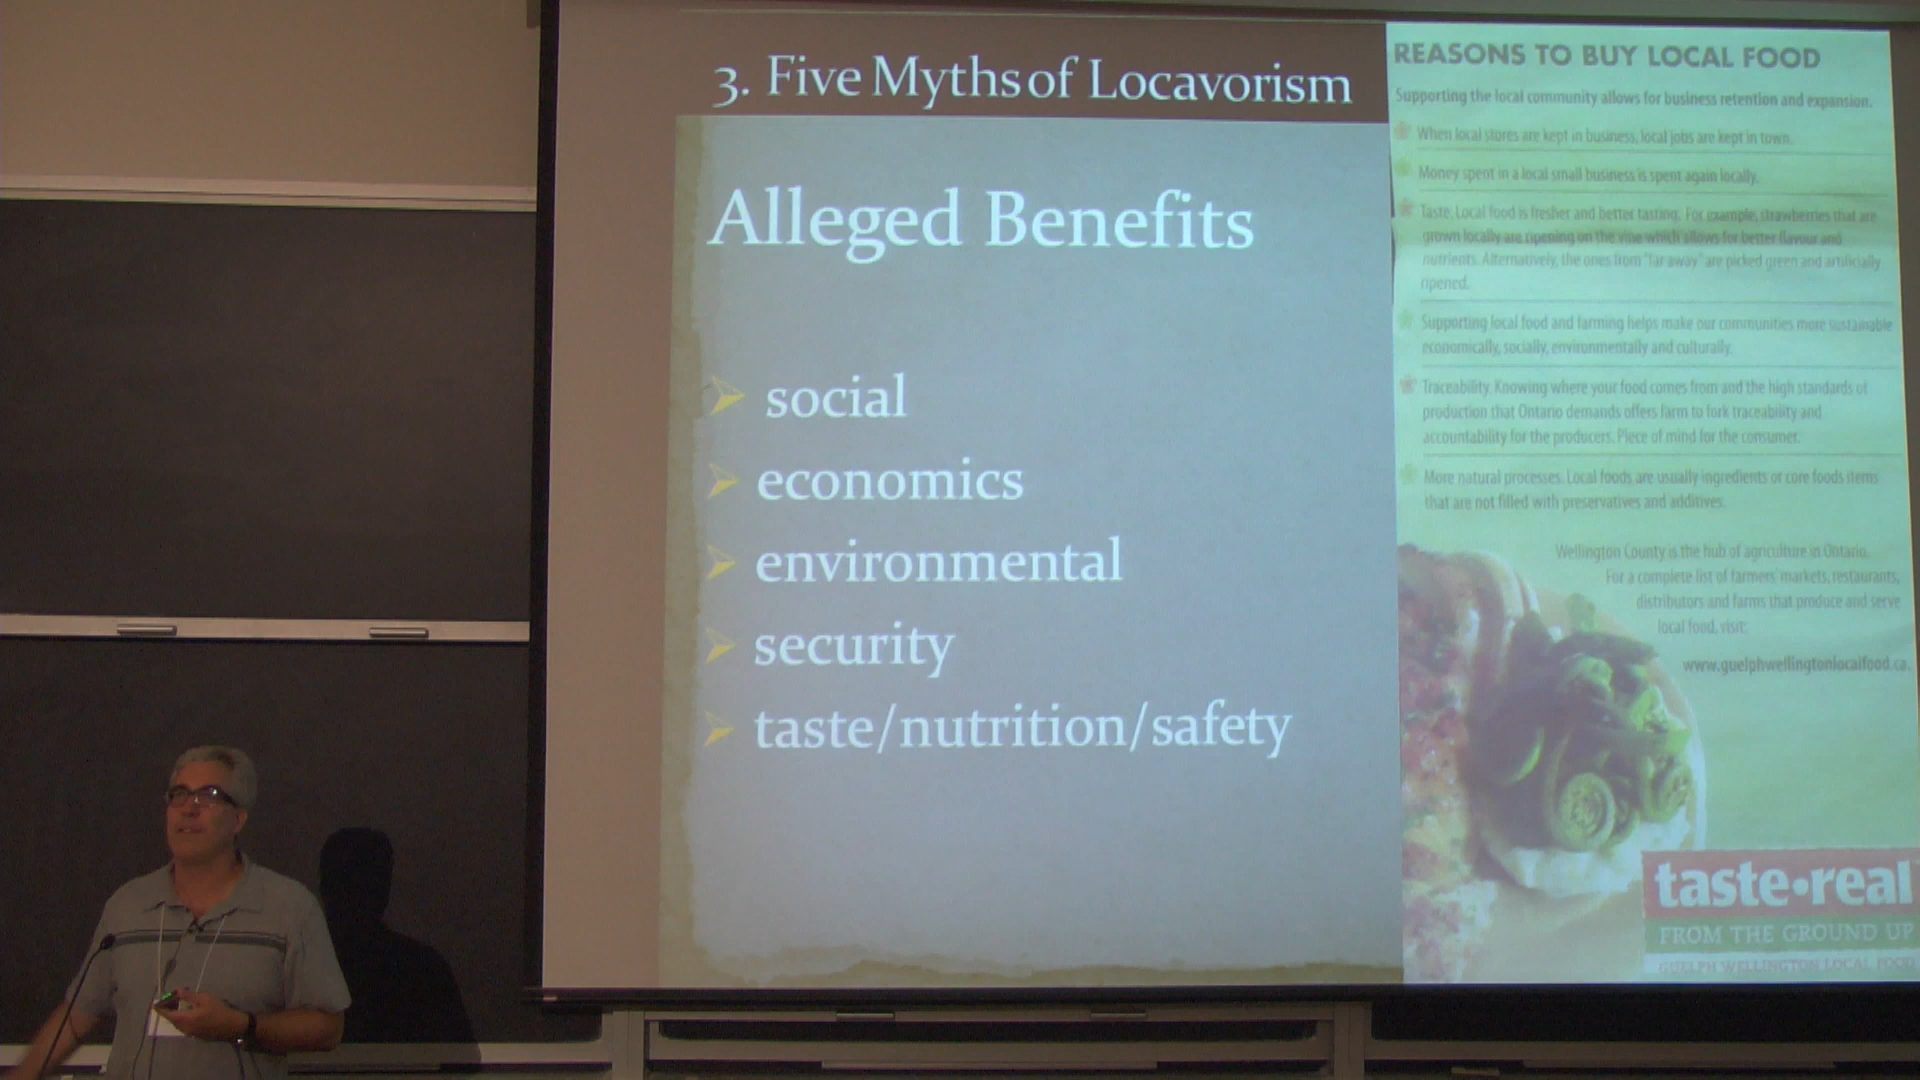 3. Five Myths of Locavorism
Alleged Benefits
social
economics
environmental
security
taste/nutrition/safety
REASONS TO BUY LOCAL FOOD
Supporting the local community allows for business retention and expansion.
When local stores are kept in business, local jobs are kept in town.
Money spent in a local small business is spent again locally.
Taste. Local food is fresher and better tasting. For example, strawberries that are
grown locally are ripening on the vine which allows for better flavour and
nutrients. Alternatively, the ones from "far away" are picked green and artificially
ripened.
Supporting local food and farming helps make our communities more sustainable
economically, socially, environmentally and culturally.
Traceability. Knowing where your food comes from and the high standards of
production that Ontario demands offers farm to fork traceability and
accountability for the producers. Piece of mind for the consumer.
More natural processes. Local foods are usually ingredients or core foods items
that are not filled with preservatives and additives.
Wellington County is the hub of agriculture in Ontario.
For a complete list of farmers' markets, restaurants,
distributors and farms that produce and serve
local food, visit:
www.guelphwellingtonlocalfood.ca.
taste•real
FROM THE GROUND UP
GUELPH WELLINGTON LOCAL FOOD